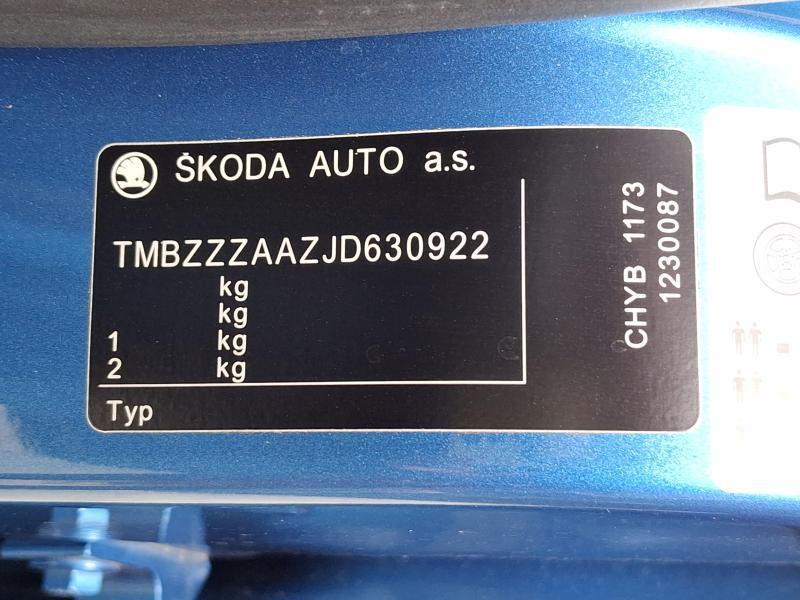 ŠKODA AUTO a.s.
TMBZZZAAZJD630922
kg
kg
1 kg
2 kg
Typ
CHYB 1173
1230087